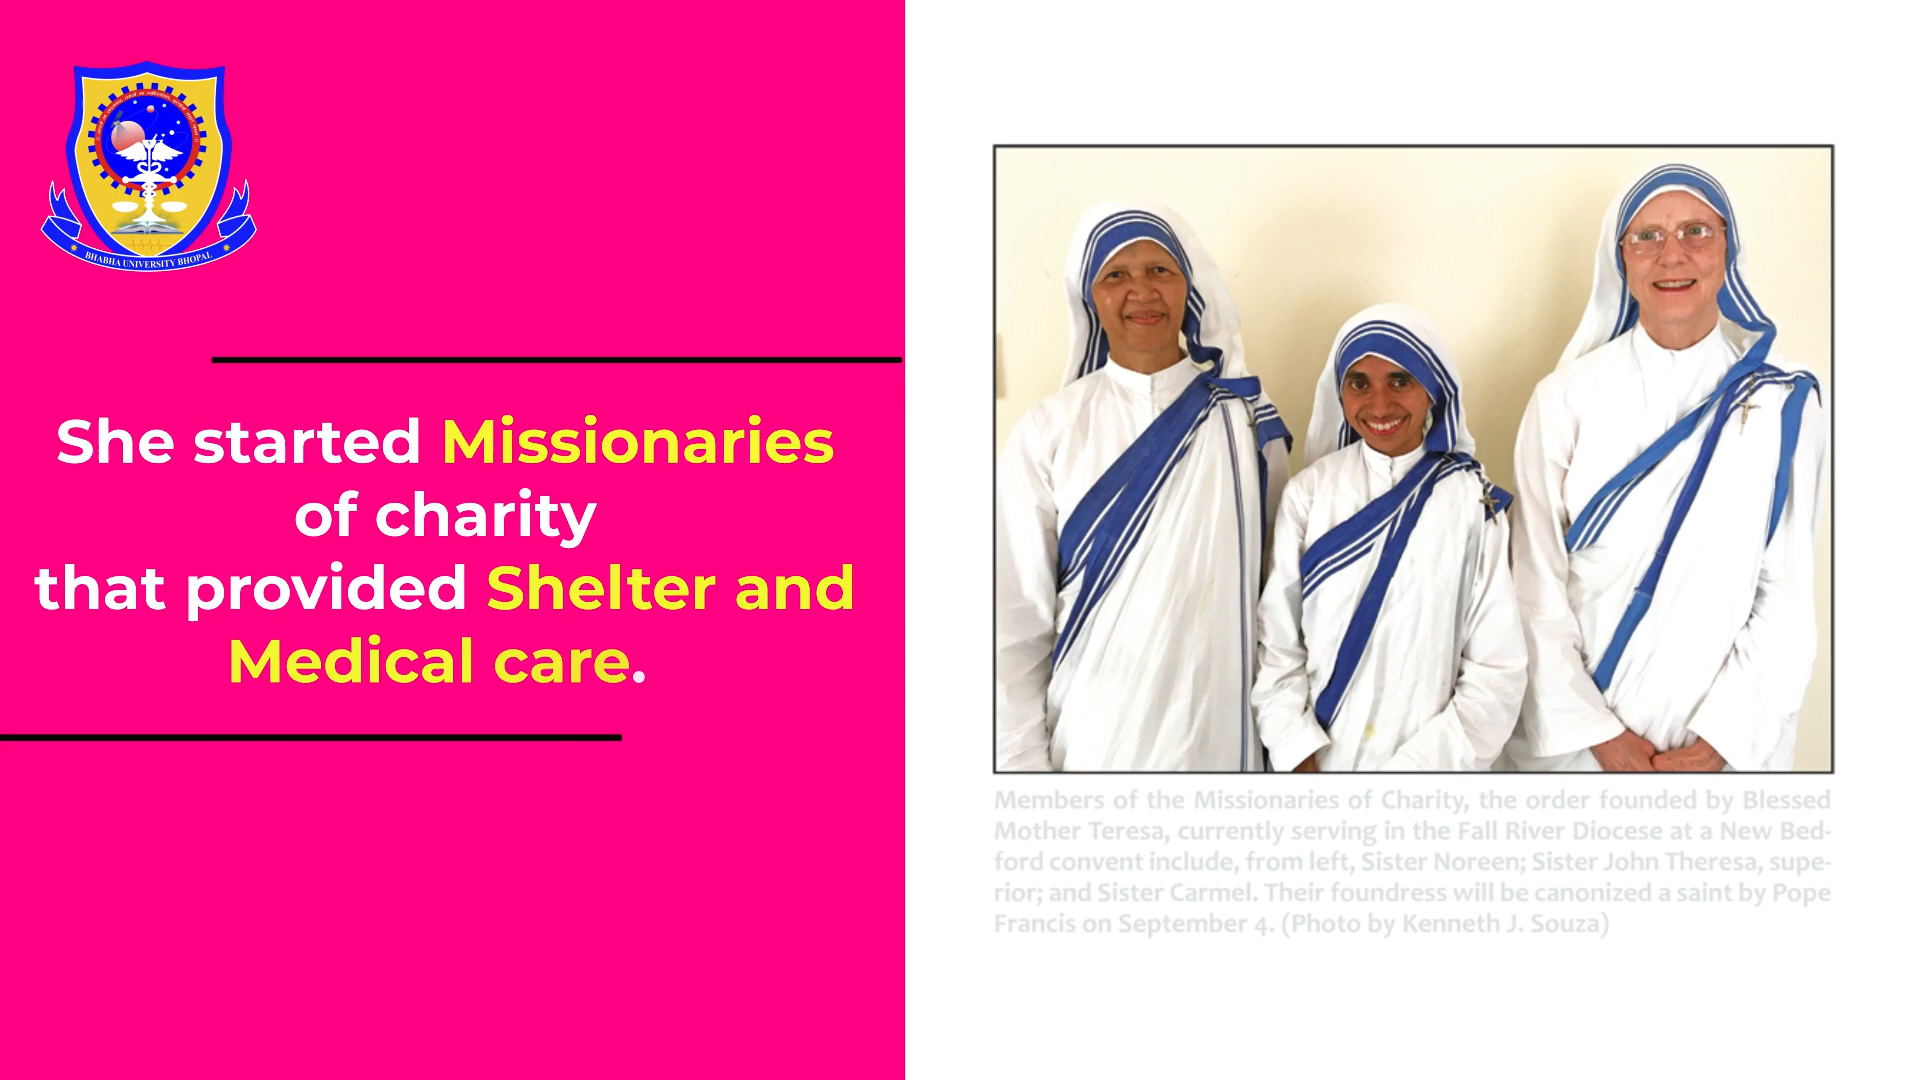 BHABHA UNIVERSITY BHOPAL
She started Missionaries
of charity
that provided Shelter and
Medical care.
Members of the Missionaries of Charity, the order founded by Blessed
Mother Teresa, currently serving in the Fall River Diocese at a New Bed-
ford convent include, from left, Sister Noreen; Sister John Theresa, supe-
rior; and Sister Carmel. Their foundress will be canonized a saint by Pope
Francis on September 4. (Photo by Kenneth J. Souza)